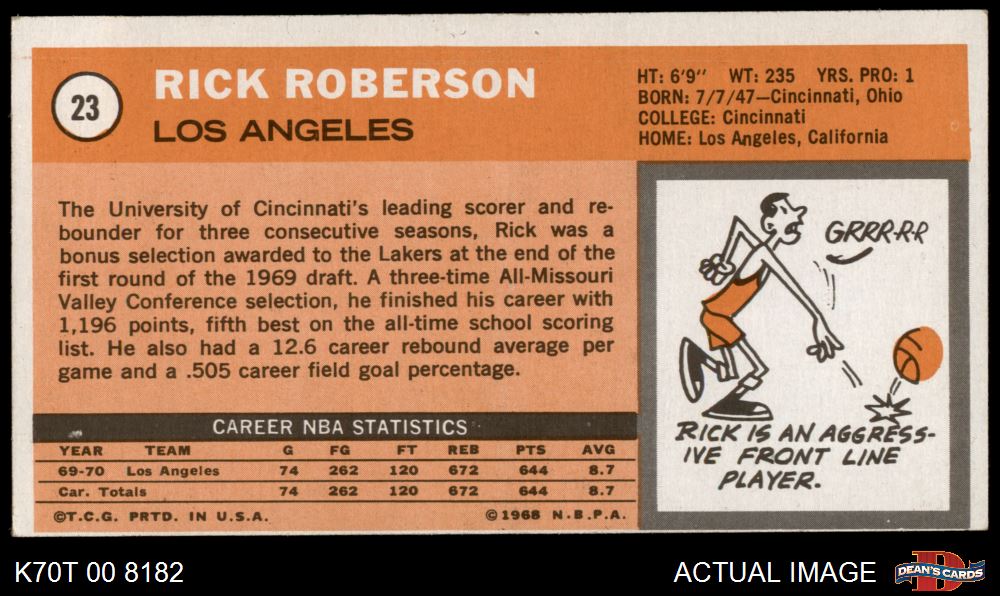 23
RICK ROBERSON
LOS ANGELES
HT: 6'9" WT: 235 YRS. PRO: 1
BORN: 7/7/47—Cincinnati, Ohio
COLLEGE: Cincinnati
HOME: Los Angeles, California
The University of Cincinnati's leading scorer and re-
bounder for three consecutive seasons, Rick was a
bonus selection awarded to the Lakers at the end of the
first round of the 1969 draft. A three-time All-Missouri
Valley Conference selection, he finished his career with
1,196 points, fifth best on the all-time school scoring
list. He also had a 12.6 career rebound average per
game and a .505 career field goal percentage.
CAREER NBA STATISTICS
YEAR TEAM G FG FT REB PTS AVG
69-70 Los Angeles 74 262 120 672 644 8.7
Car. Totals 74 262 120 672 644 8.7
©T.C.G. PRTD. IN U.S.A. ©1968 N.B.P.A.
GRRR-R-R
RICK IS AN AGGRESS-
IVE FRONT LINE
PLAYER.
K70T 00 8182
ACTUAL IMAGE
D
DEAN'S CARDS